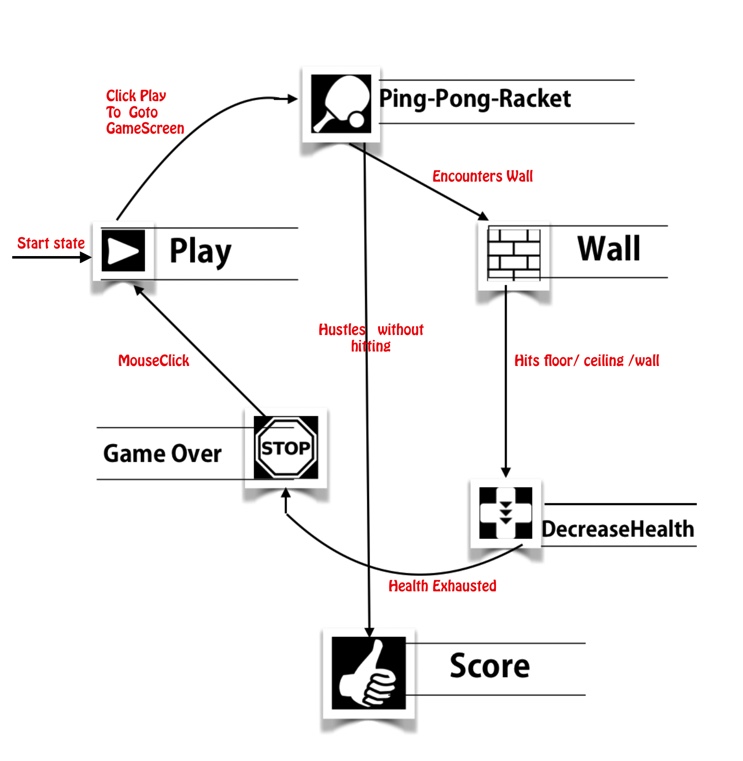 Click Play
To Goto
GameScreen
Ping-Pong-Racket
Encounters Wall
Start state
Play
Wall
Hustles without
hitting
MouseClick
Hits floor/ ceiling /wall
Game Over
STOP
DecreaseHealth
Health Exhausted
Score